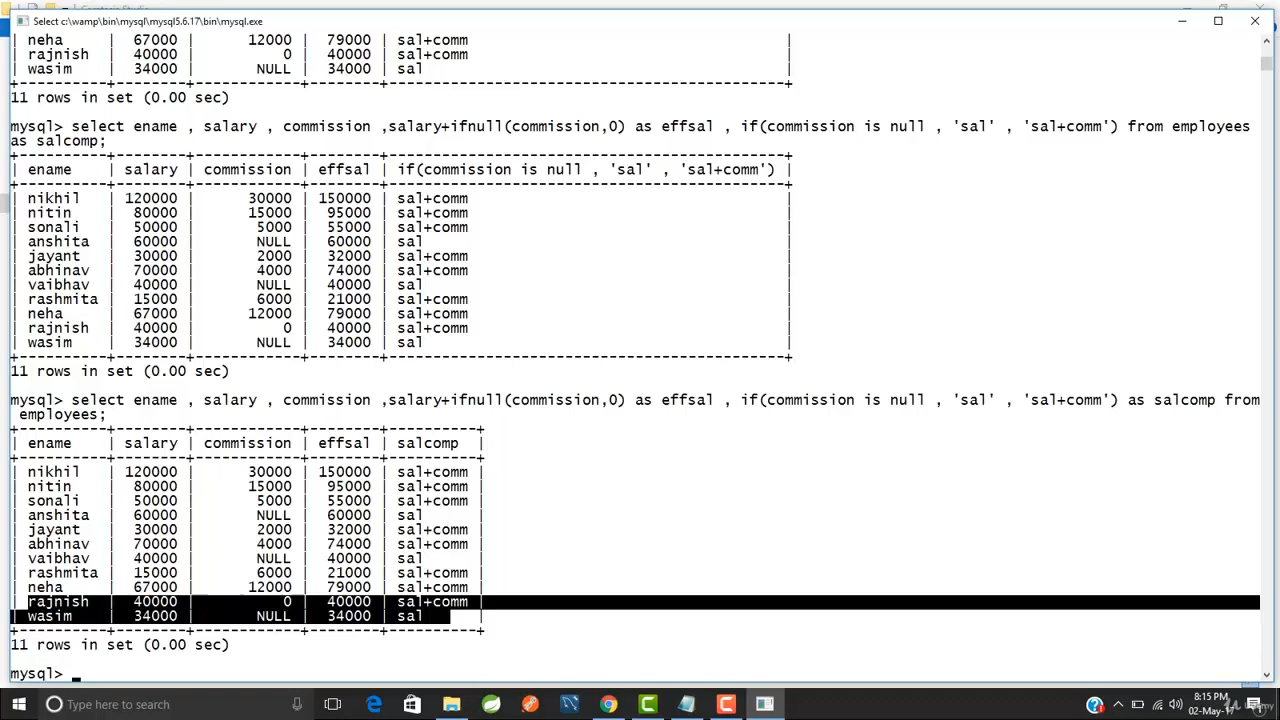 Select c:\wamp\bin\mysql\mysql5.6.17\bin\mysql.exe
| neha     |  67000 |      12000 |  79000 | sal+comm                                         |
| rajnish  |  40000 |          0 |  40000 | sal+comm                                         |
| wasim    |  34000 |       NULL |  34000 | sal                                              |
+----------+--------+------------+--------+--------------------------------------------------+
11 rows in set (0.00 sec)
mysql> select ename , salary , commission ,salary+ifnull(commission,0) as effsal , if(commission is null , 'sal' , 'sal+comm') from employees
as salcomp;
+----------+--------+------------+--------+--------------------------------------------------+
| ename    | salary | commission | effsal | if(commission is null , 'sal' , 'sal+comm') |
+----------+--------+------------+--------+--------------------------------------------------+
| nikhil   | 120000 |      30000 | 150000 | sal+comm                                         |
| nitin    |  80000 |      15000 |  95000 | sal+comm                                         |
| sonali   |  50000 |       5000 |  55000 | sal+comm                                         |
| anshita  |  60000 |       NULL |  60000 | sal                                              |
| jayant   |  30000 |       2000 |  32000 | sal+comm                                         |
| abhinav  |  70000 |       4000 |  74000 | sal+comm                                         |
| vaibhav  |  40000 |       NULL |  40000 | sal                                              |
| rashmita |  15000 |       6000 |  21000 | sal+comm                                         |
| neha     |  67000 |      12000 |  79000 | sal+comm                                         |
| rajnish  |  40000 |          0 |  40000 | sal+comm                                         |
| wasim    |  34000 |       NULL |  34000 | sal                                              |
+----------+--------+------------+--------+--------------------------------------------------+
11 rows in set (0.00 sec)
mysql> select ename , salary , commission ,salary+ifnull(commission,0) as effsal , if(commission is null , 'sal' , 'sal+comm') as salcomp from
employees;
+----------+--------+------------+--------+----------+
| ename    | salary | commission | effsal | salcomp  |
+----------+--------+------------+--------+----------+
| nikhil   | 120000 |      30000 | 150000 | sal+comm |
| nitin    |  80000 |      15000 |  95000 | sal+comm |
| sonali   |  50000 |       5000 |  55000 | sal+comm |
| anshita  |  60000 |       NULL |  60000 | sal      |
| jayant   |  30000 |       2000 |  32000 | sal+comm |
| abhinav  |  70000 |       4000 |  74000 | sal+comm |
| vaibhav  |  40000 |       NULL |  40000 | sal      |
| rashmita |  15000 |       6000 |  21000 | sal+comm |
| neha     |  67000 |      12000 |  79000 | sal+comm |
| rajnish  |  40000 |          0 |  40000 | sal+comm |
| wasim    |  34000 |       NULL |  34000 | sal      |
+----------+--------+------------+--------+----------+
11 rows in set (0.00 sec)
mysql> _
Type here to search
8:15 PM